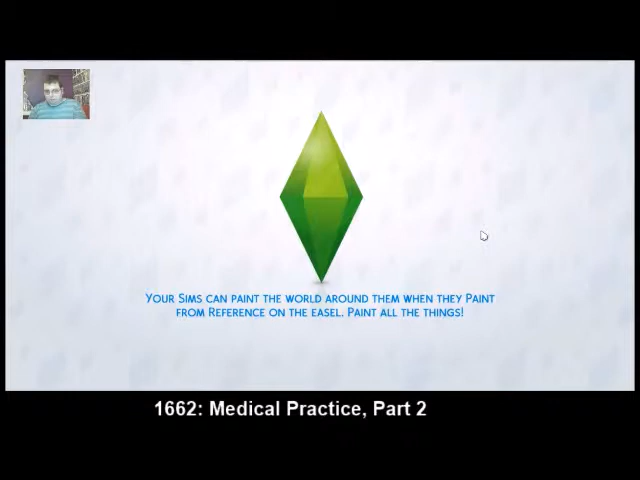 Your Sims can paint the world around them when they Paint
from Reference on the easel. Paint all the things!
1662: Medical Practice, Part 2